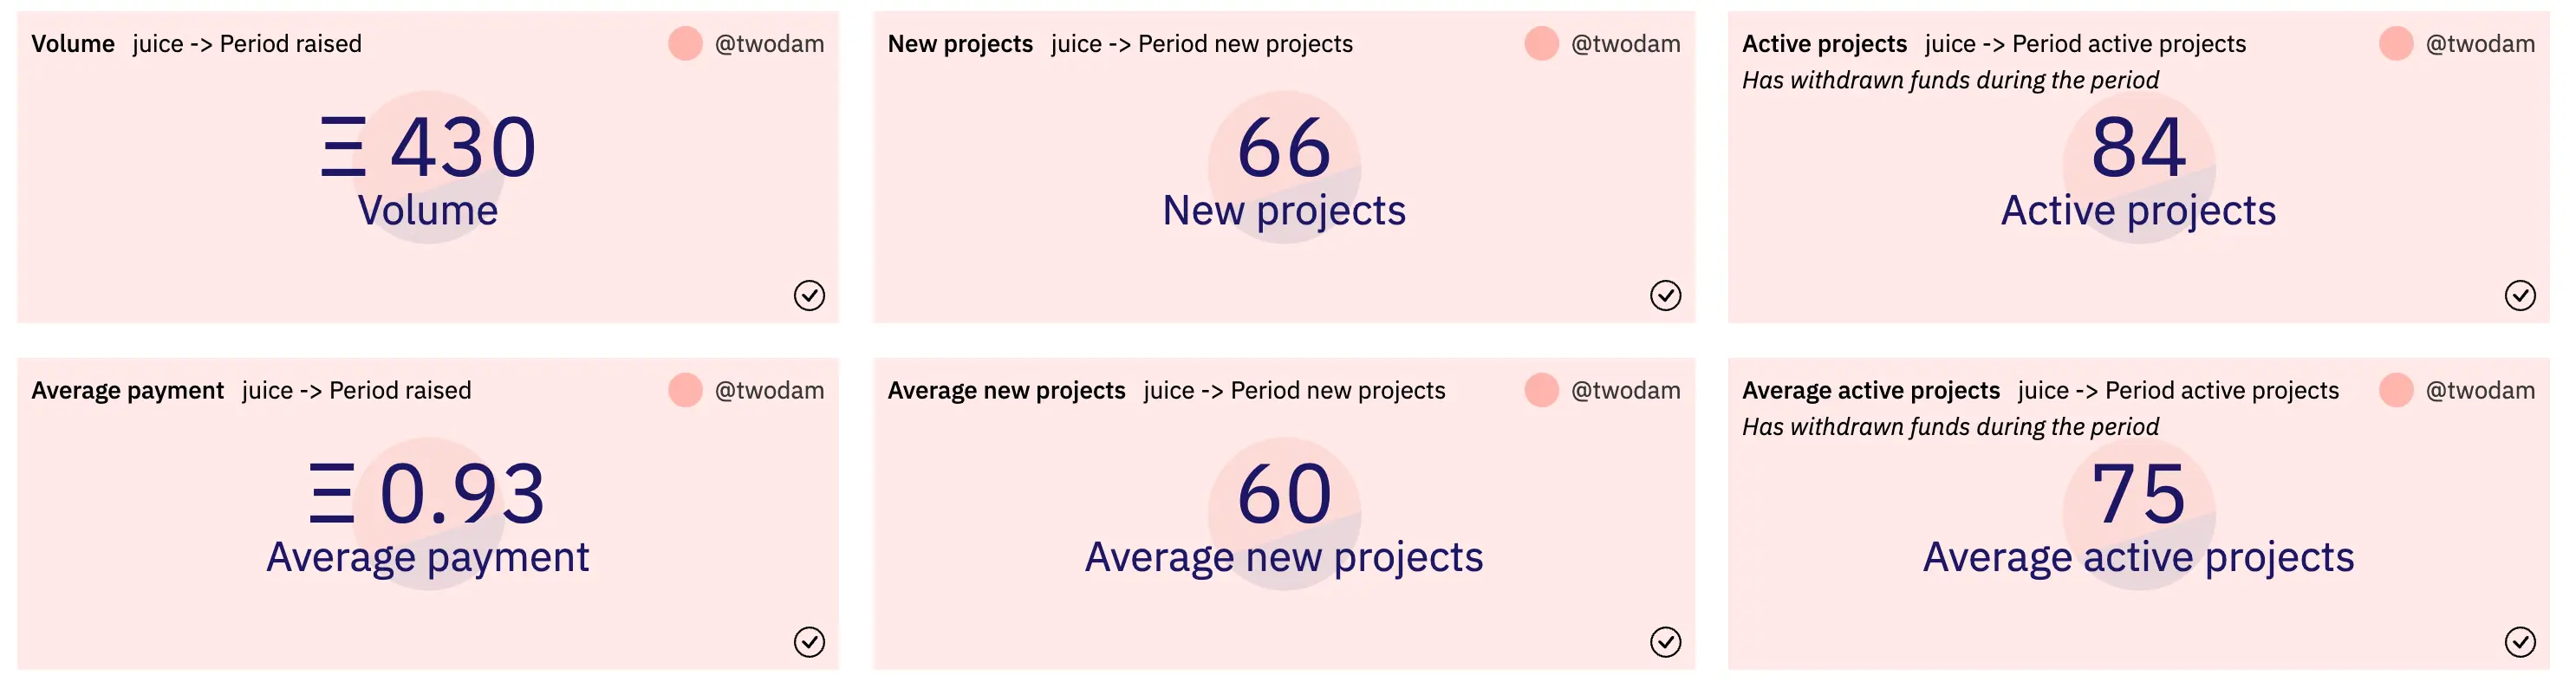 Volume juice -> Period raised @twodam
Ξ 430
Volume
New projects juice -> Period new projects @twodam
66
New projects
Active projects juice -> Period active projects @twodam
Has withdrawn funds during the period
84
Active projects
Average payment juice -> Period raised @twodam
Ξ 0.93
Average payment
Average new projects juice -> Period new projects @twodam
60
Average new projects
Average active projects juice -> Period active projects @twodam
Has withdrawn funds during the period
75
Average active projects